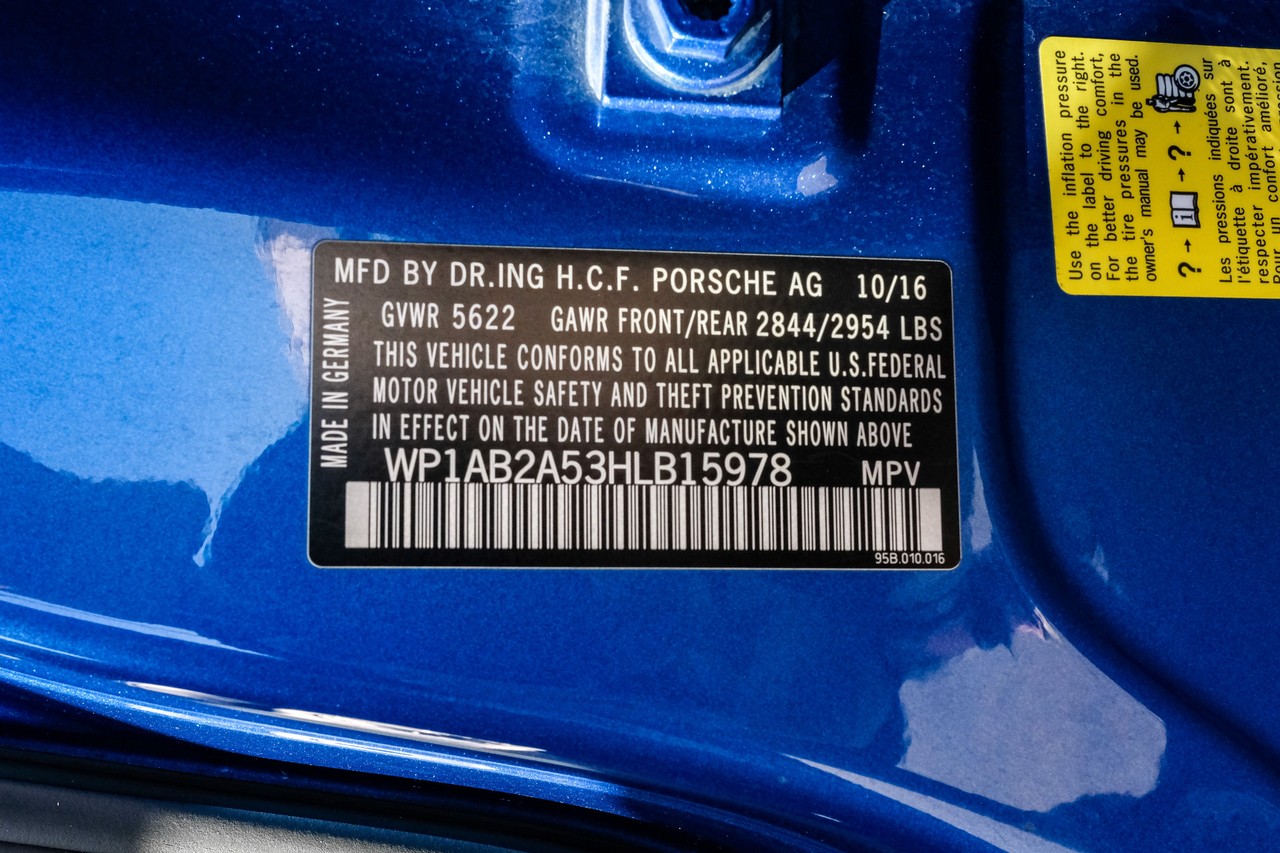 MFD BY DR.ING H.C.F. PORSCHE AG 10/16
GVWR 5622 GAWR FRONT/REAR 2844/2954 LBS
THIS VEHICLE CONFORMS TO ALL APPLICABLE U.S.FEDERAL
MOTOR VEHICLE SAFETY AND THEFT PREVENTION STANDARDS
IN EFFECT ON THE DATE OF MANUFACTURE SHOWN ABOVE
WP1AB2A53HLB15978 MPV
95B.010.016
MADE IN GERMANY
Use the inflation pressure
on the label to the right.
For better driving comfort,
the tire pressures in the
owner's manual may be used.
? → i → ? →
Les pressions indiquées sur
l'étiquette à droite sont à
respecter impérativement.
Pour un confort amélioré,